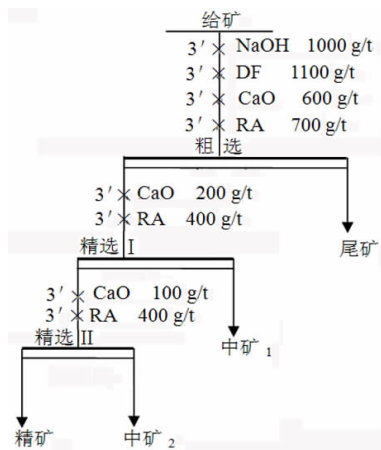 给矿
3′ NaOH 1000 g/t
3′ DF 1100 g/t
3′ CaO 600 g/t
3′ RA 700 g/t
粗选
3′ CaO 200 g/t
3′ RA 400 g/t
精选 I
尾矿
3′ CaO 100 g/t
3′ RA 400 g/t
精选 II
中矿 1
精矿 中矿 2